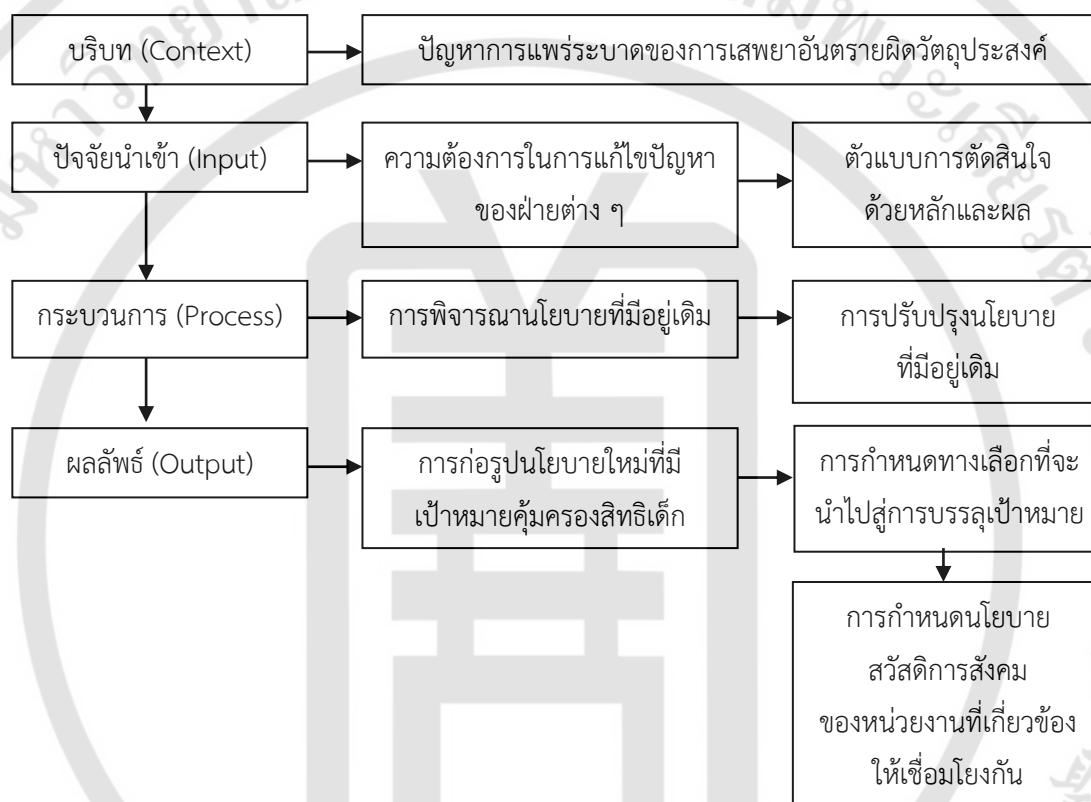 บริบท (Context)
ปัญหาการแพร่ระบาดของการเสพยาอันตรายผิดวัตถุประสงค์
ปัจจัยนำเข้า (Input)
ความต้องการในการแก้ไขปัญหา
ของฝ่ายต่าง ๆ
ตัวแบบการตัดสินใจ
ด้วยหลักและผล
กระบวนการ (Process)
การพิจารณานโยบายที่มีอยู่เดิม
การปรับปรุงนโยบาย
ที่มีอยู่เดิม
ผลลัพธ์ (Output)
การก่อรูปนโยบายใหม่ที่มี
เป้าหมายคุ้มครองสิทธิเด็ก
การกำหนดทางเลือกที่จะ
นำไปสู่การบรรลุเป้าหมาย
การกำหนดนโยบาย
สวัสดิการสังคม
ของหน่วยงานที่เกี่ยวข้อง
ให้เชื่อมโยงกัน